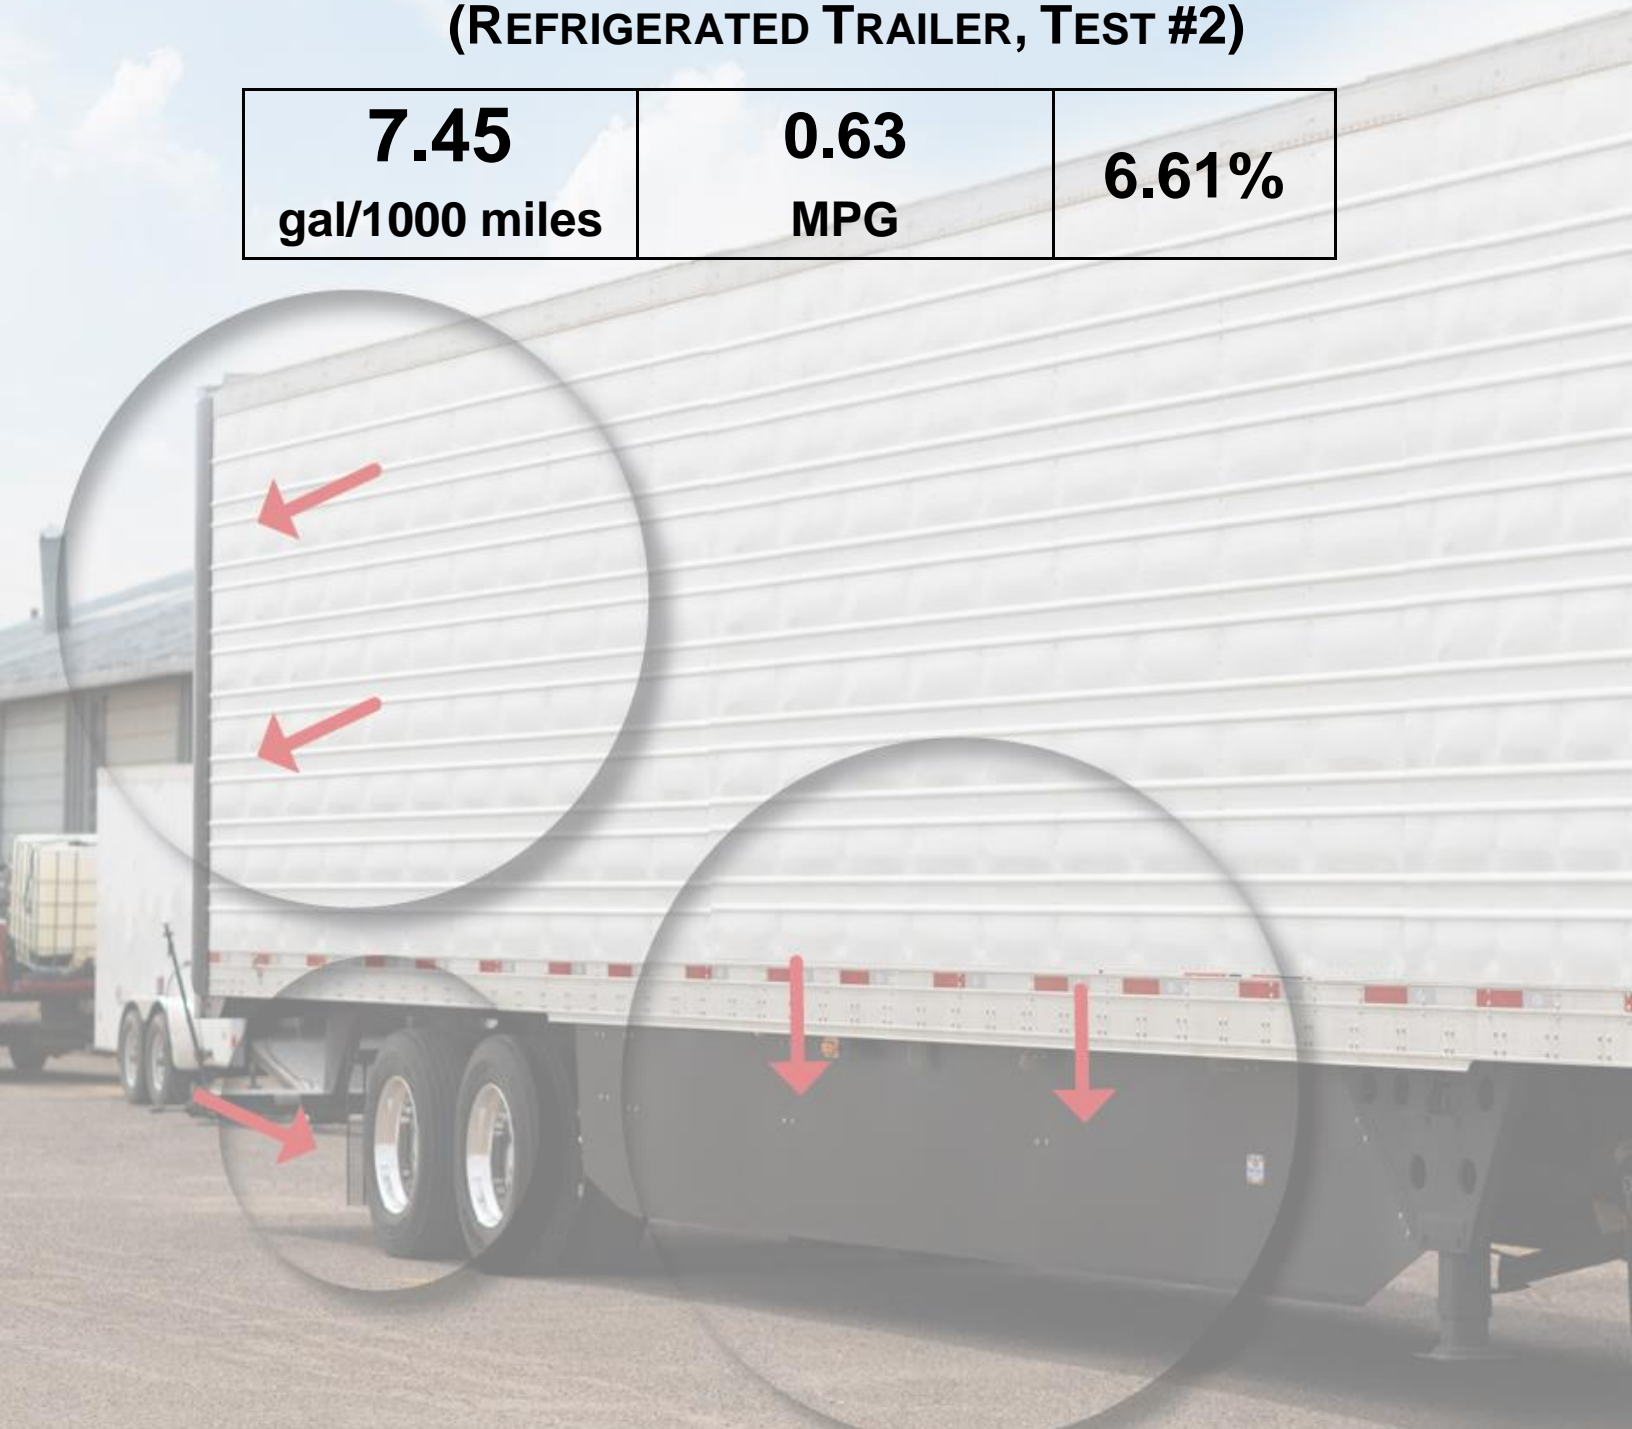 (REFRIGERATED TRAILER, TEST #2)
7.45 0.63 6.61%
gal/1000 miles MPG